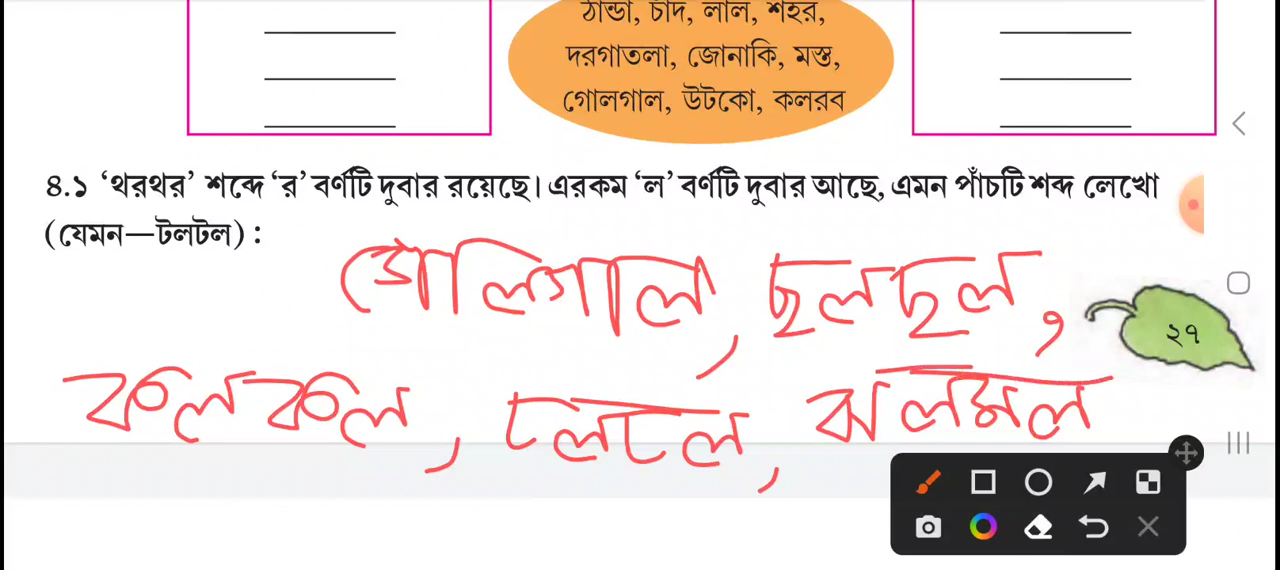 ঠান্ডা, চাঁদ, লাল, শহর,
দরগাতলা, জোনাকি, মস্ত,
গোলগাল, উটকো, কলরব
৪.১ ‘থরথর’ শব্দে ‘র’ বর্ণটি দুবার রয়েছে। এরকম ‘ল’ বর্ণটি দুবার আছে, এমন পাঁচটি শব্দ লেখো
(যেমন—টলটল) :
গোলগাল, ছলছল,
২৭
কলকল, ঢলঢল, ঝলমল